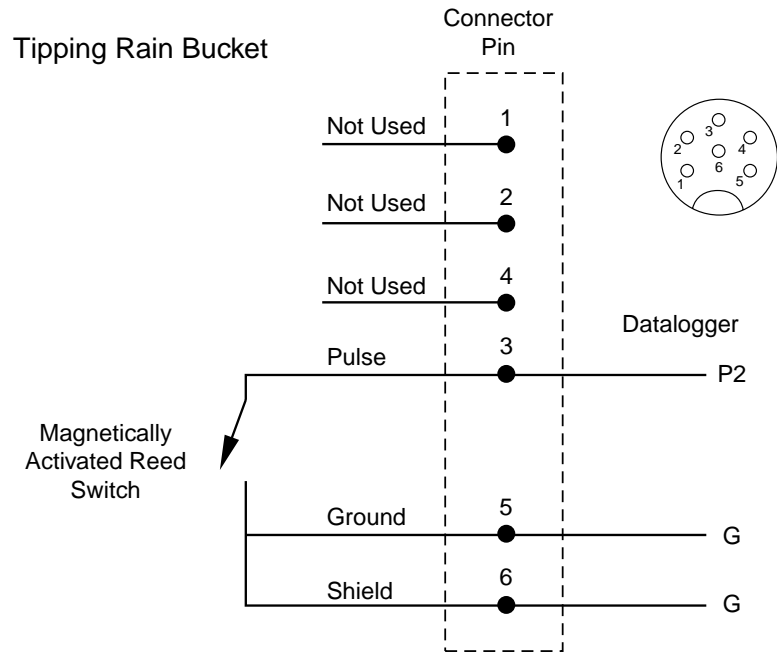 Connector
Pin
Tipping Rain Bucket
1
Not Used
2
Not Used
4
Not Used
3
2
4
6
1
5
Datalogger
3
Pulse
P2
Magnetically
Activated Reed
Switch
5
Ground
G
6
Shield
G